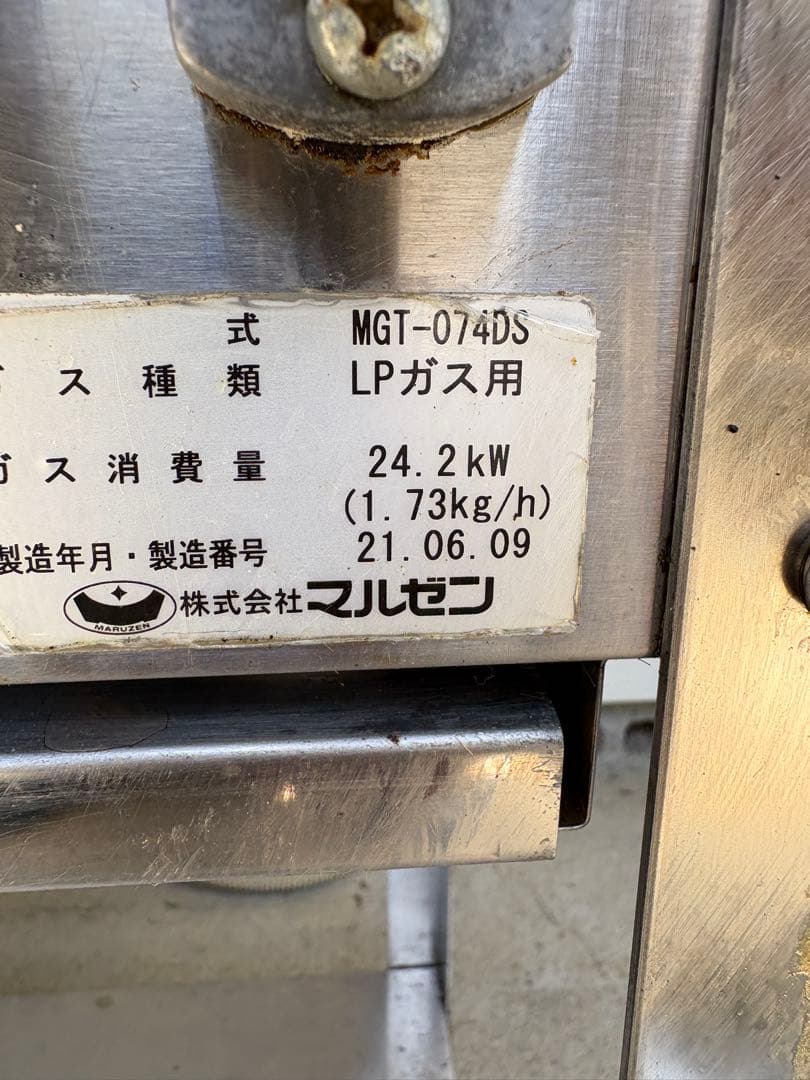 式 MGT-074DS
ス種類 LPガス用
ガス消費量 24.2kW
(1.73kg/h)
製造年月・製造番号 21.06.09
MARUZEN 株式会社マルゼン